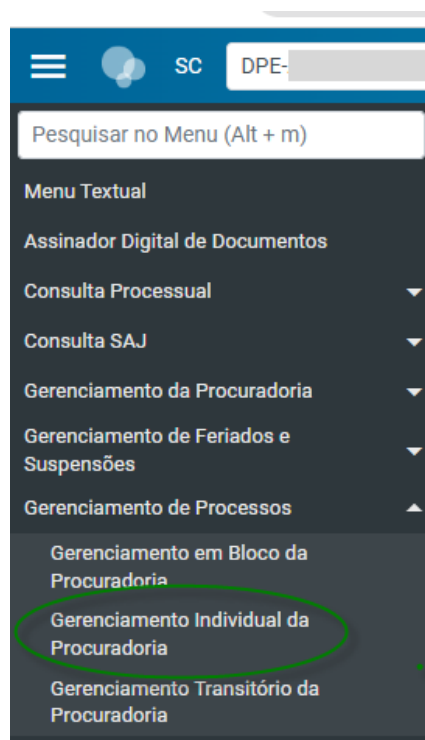 SC DPE-
Pesquisar no Menu (Alt + m)
Menu Textual
Assinador Digital de Documentos
Consulta Processual
Consulta SAJ
Gerenciamento da Procuradoria
Gerenciamento de Feriados e
Suspensões
Gerenciamento de Processos
Gerenciamento em Bloco da
Procuradoria
Gerenciamento Individual da
Procuradoria
Gerenciamento Transitório da
Procuradoria